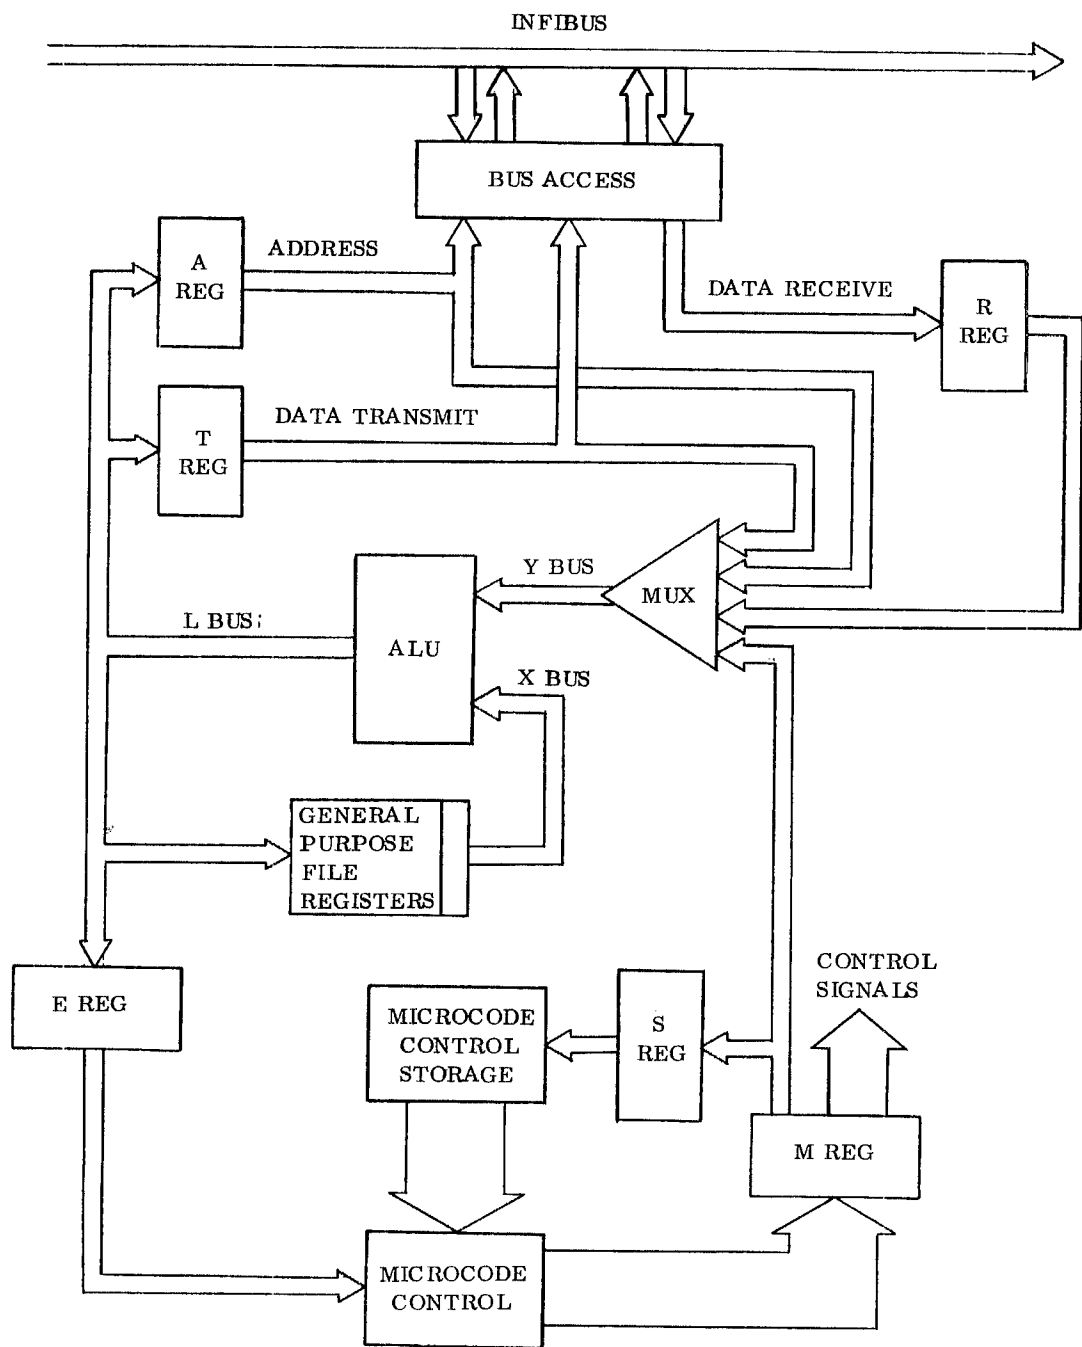 INFIBUS
BUS ACCESS
A
REG
ADDRESS
DATA RECEIVE
R
REG
T
REG
DATA TRANSMIT
Y BUS
MUX
L BUS
ALU
X BUS
GENERAL
PURPOSE
FILE
REGISTERS
E REG
MICROCODE
CONTROL
STORAGE
S
REG
CONTROL
SIGNALS
M REG
MICROCODE
CONTROL